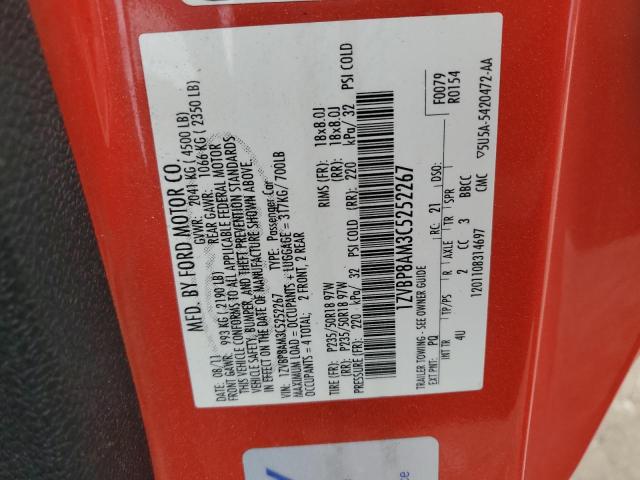 MFD. BY FORD MOTOR CO.
DATE: 08/11 GVWR: 2041 KG ( 4500 LB)
FRONT GAWR: 993 KG ( 2190 LB) REAR GAWR: 1066 KG ( 2350 LB)
THIS VEHICLE CONFORMS TO ALL APPLICABLE FEDERAL MOTOR
VEHICLE SAFETY, BUMPER, AND THEFT PREVENTION STANDARDS
IN EFFECT ON THE DATE OF MANUFACTURE SHOWN ABOVE.
VIN: 1ZVBP8AM3C5252267 TYPE: Passenger Car
MAXIMUM LOAD = OCCUPANTS + LUGGAGE = 317KG/700LB
OCCUPANTS = 4 TOTAL; 2 FRONT, 2 REAR
TIRES (FR): P235/50R18 97W RIMS (FR): 18x8.0J
(RR): P235/50R18 97W (RR): 18x8.0J
PRESSURE (FR): 220 kPa/ 32 PSI COLD (RR): 220 kPa/ 32 PSI COLD
1ZVBP8AM3C5252267
TRAILER TOWING - SEE OWNER GUIDE F0079
EXT PNT: PQ RC: 21 DSO: R0154
INT TR TP/PS R AXLE TR SPR
4U 2 CC 3 BBCC
12011108314697 CMC ▽5U5A-5420472-AA